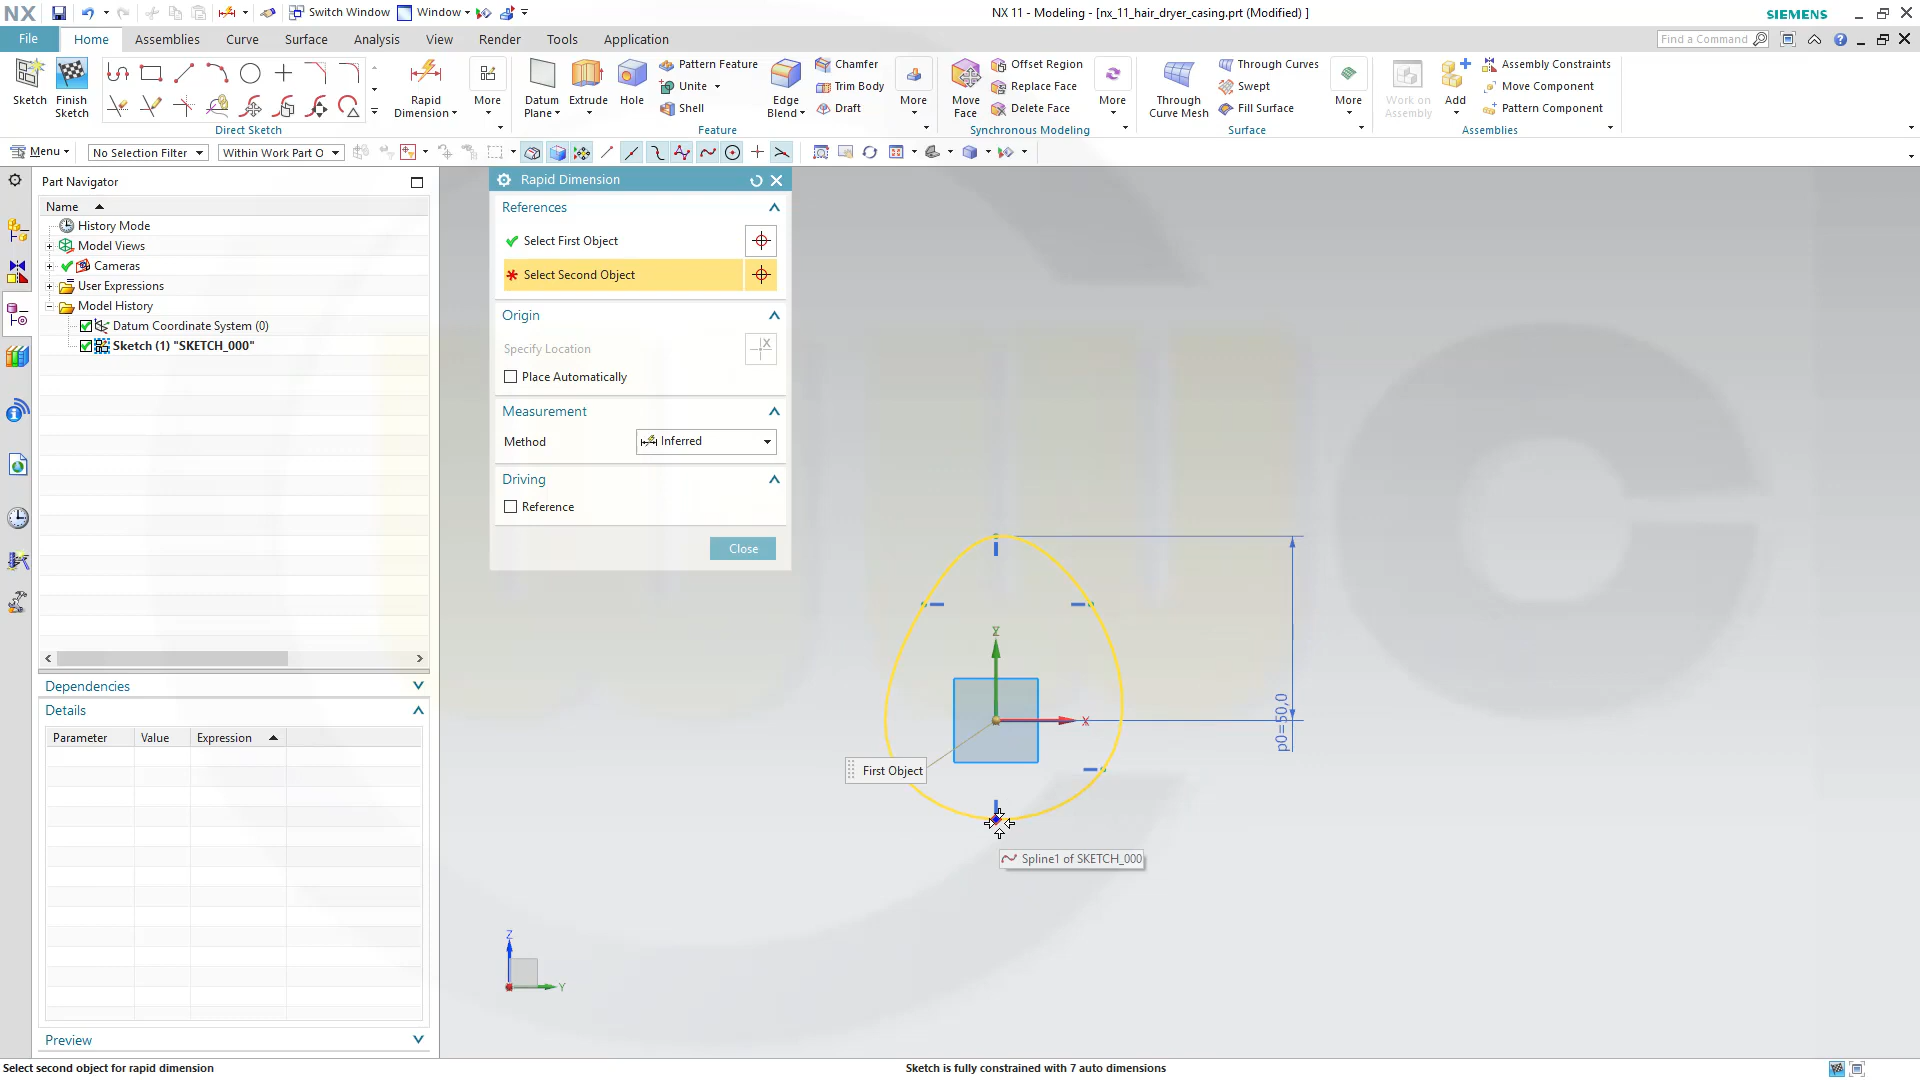 NX
Switch Window
Window
NX 11 - Modeling - [nx_11_hair_dryer_casing.prt (Modified) ]
SIEMENS
File
Home
Assemblies
Curve
Surface
Analysis
View
Render
Tools
Application
Find a Command
Sketch
Finish
Sketch
Rapid
Dimension
More
Direct Sketch
Datum
Plane
Extrude
Hole
Pattern Feature
Unite
Shell
Edge
Blend
Chamfer
Trim Body
Draft
More
Feature
Move
Face
Offset Region
Replace Face
Delete Face
More
Synchronous Modeling
Through
Curve Mesh
Through Curves
Swept
Fill Surface
More
Surface
Work on
Assembly
Add
Assembly Constraints
Move Component
Pattern Component
Assemblies
Menu
No Selection Filter
Within Work Part O
Part Navigator
Name
History Mode
Model Views
Cameras
User Expressions
Model History
Datum Coordinate System (0)
Sketch (1) "SKETCH_000"
Dependencies
Details
Parameter
Value
Expression
Preview
Rapid Dimension
References
Select First Object
Select Second Object
Origin
Specify Location
Place Automatically
Measurement
Method
Inferred
Driving
Reference
Close
Z
X
p0=50,0
First Object
Spline1 of SKETCH_000
Z
Y
Select second object for rapid dimension
Sketch is fully constrained with 7 auto dimensions